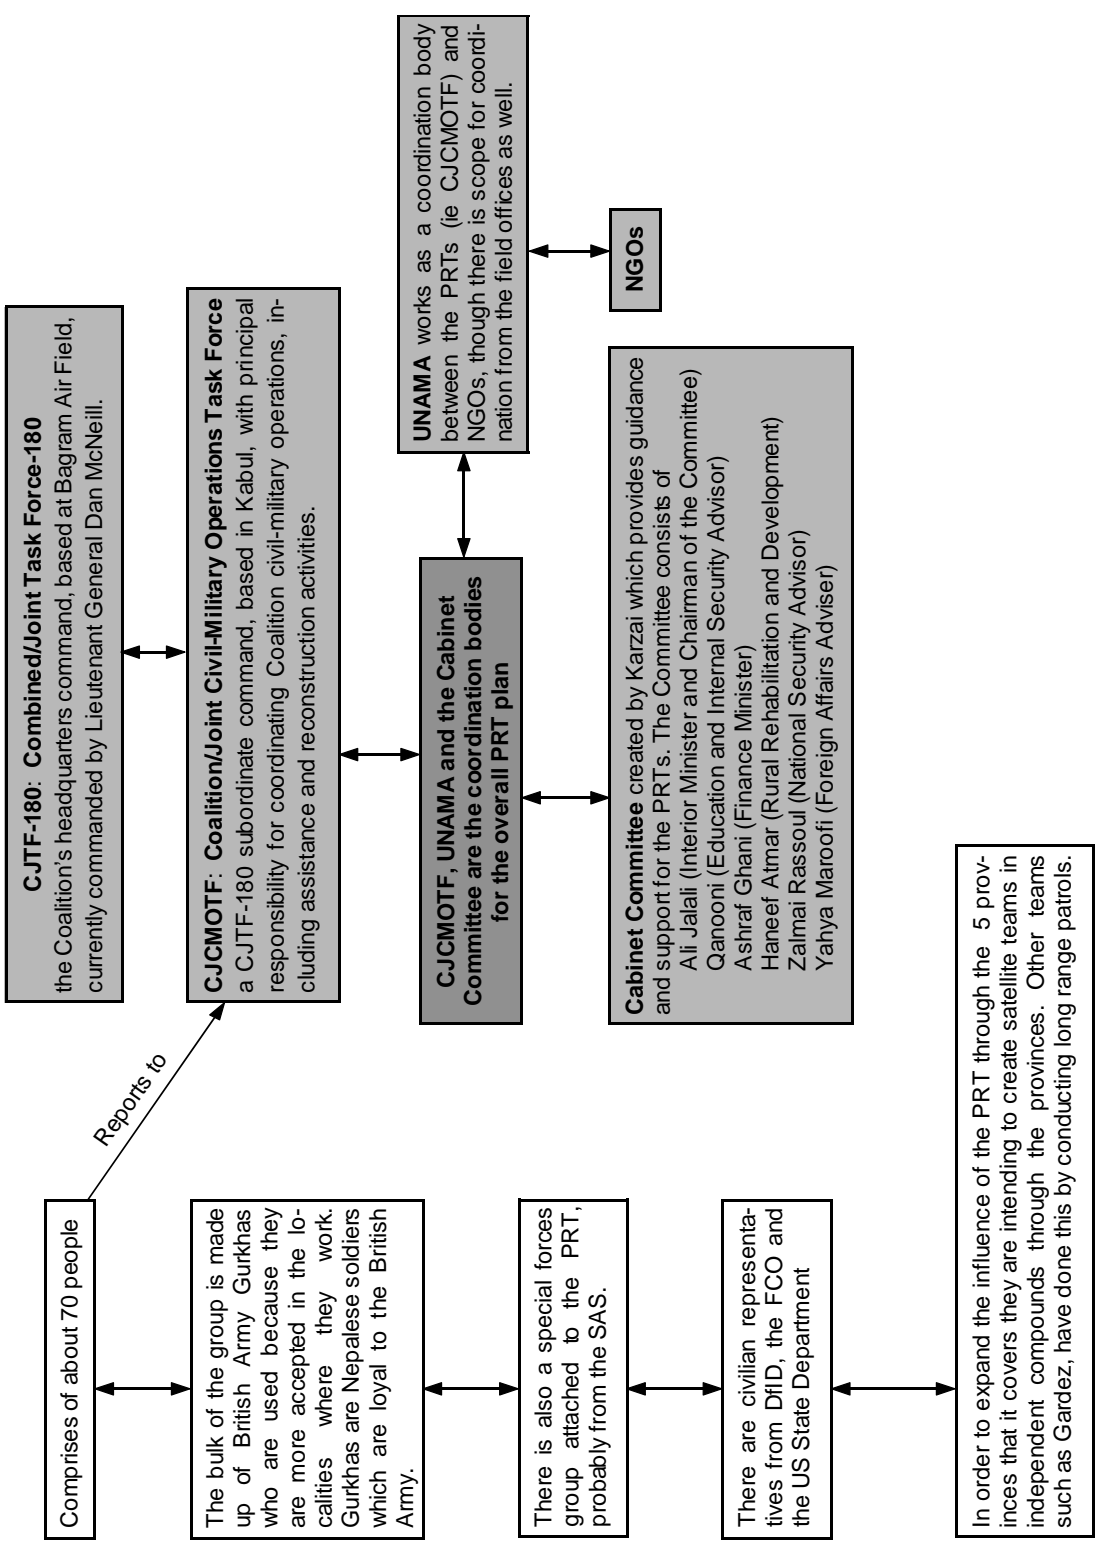 CJTF-180: Combined/Joint Task Force-180
the Coalition's headquarters command, based at Bagram Air Field,
currently commanded by Lieutenant General Dan McNeill.
CJCMOTF: Coalition/Joint Civil-Military Operations Task Force
a CJTF-180 subordinate command, based in Kabul, with principal
responsibility for coordinating Coalition civil-military operations, in-
cluding assistance and reconstruction activities.
CJCMOTF, UNAMA and the Cabinet
Committee are the coordination bodies
for the overall PRT plan
UNAMA works as a coordination body
between the PRTs (ie CJCMOTF) and
NGOs, though there is scope for coordi-
nation from the field offices as well.
NGOs
Cabinet Committee created by Karzai which provides guidance
and support for the PRTs. The Committee consists of
Ali Jalali (Interior Minister and Chairman of the Committee)
Qanooni (Education and Internal Security Advisor)
Ashraf Ghani (Finance Minister)
Haneef Atmar (Rural Rehabilitation and Development)
Zalmai Rassoul (National Security Advisor)
Yahya Maroofi (Foreign Affairs Adviser)
Reports to
Comprises of about 70 people
The bulk of the group is made
up of British Army Gurkhas
who are used because they
are more accepted in the lo-
calities where they work.
Gurkhas are Nepalese soldiers
which are loyal to the British
Army.
There is also a special forces
group attached to the PRT,
probably from the SAS.
There are civilian representa-
tives from DfID, the FCO and
the US State Department
In order to expand the influence of the PRT through the 5 prov-
inces that it covers they are intending to create satellite teams in
independent compounds through the provinces. Other teams
such as Gardez, have done this by conducting long range patrols.